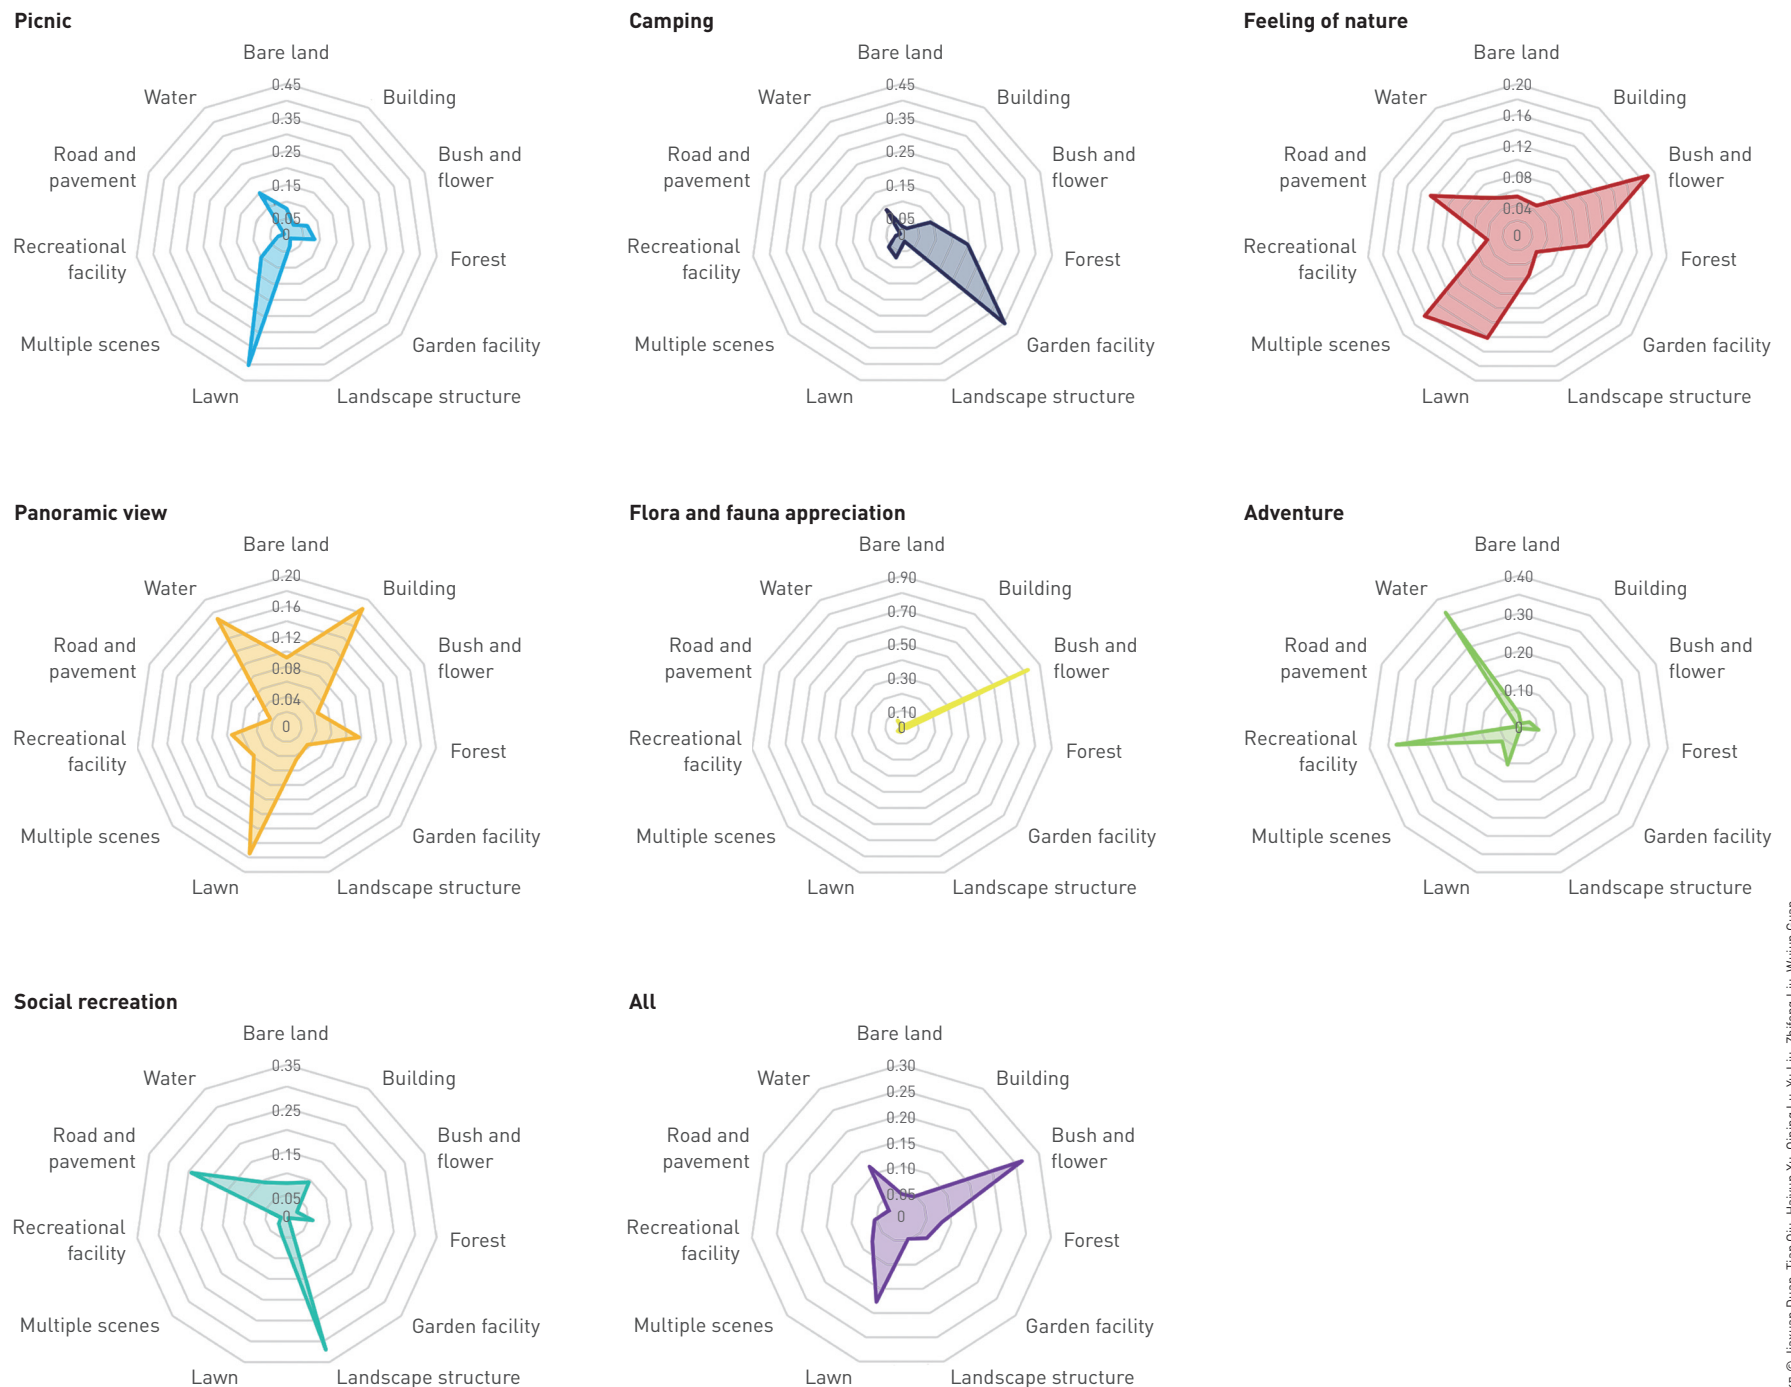 Picnic
Bare land
Building
Bush and
flower
Forest
Garden facility
Landscape structure
Lawn
Multiple scenes
Recreational
facility
Road and
pavement
Water
0.45
0.35
0.25
0.15
0.05
0
Camping
Bare land
Building
Bush and
flower
Forest
Garden facility
Landscape structure
Lawn
Multiple scenes
Recreational
facility
Road and
pavement
Water
0.45
0.35
0.25
0.15
0.05
0
Feeling of nature
Bare land
Building
Bush and
flower
Forest
Garden facility
Landscape structure
Lawn
Multiple scenes
Recreational
facility
Road and
pavement
Water
0.20
0.16
0.12
0.08
0.04
0
Panoramic view
Bare land
Building
Bush and
flower
Forest
Garden facility
Landscape structure
Lawn
Multiple scenes
Recreational
facility
Road and
pavement
Water
0.20
0.16
0.12
0.08
0.04
0
Flora and fauna appreciation
Bare land
Building
Bush and
flower
Forest
Garden facility
Landscape structure
Lawn
Multiple scenes
Recreational
facility
Road and
pavement
Water
0.90
0.70
0.50
0.30
0.10
0
Adventure
Bare land
Building
Bush and
flower
Forest
Garden facility
Landscape structure
Lawn
Multiple scenes
Recreational
facility
Road and
pavement
Water
0.40
0.30
0.20
0.10
0
Social recreation
Bare land
Building
Bush and
flower
Forest
Garden facility
Landscape structure
Lawn
Multiple scenes
Recreational
facility
Road and
pavement
Water
0.35
0.25
0.15
0.05
0
All
Bare land
Building
Bush and
flower
Forest
Garden facility
Landscape structure
Lawn
Multiple scenes
Recreational
facility
Road and
pavement
Water
0.30
0.25
0.20
0.15
0.10
0.05
0